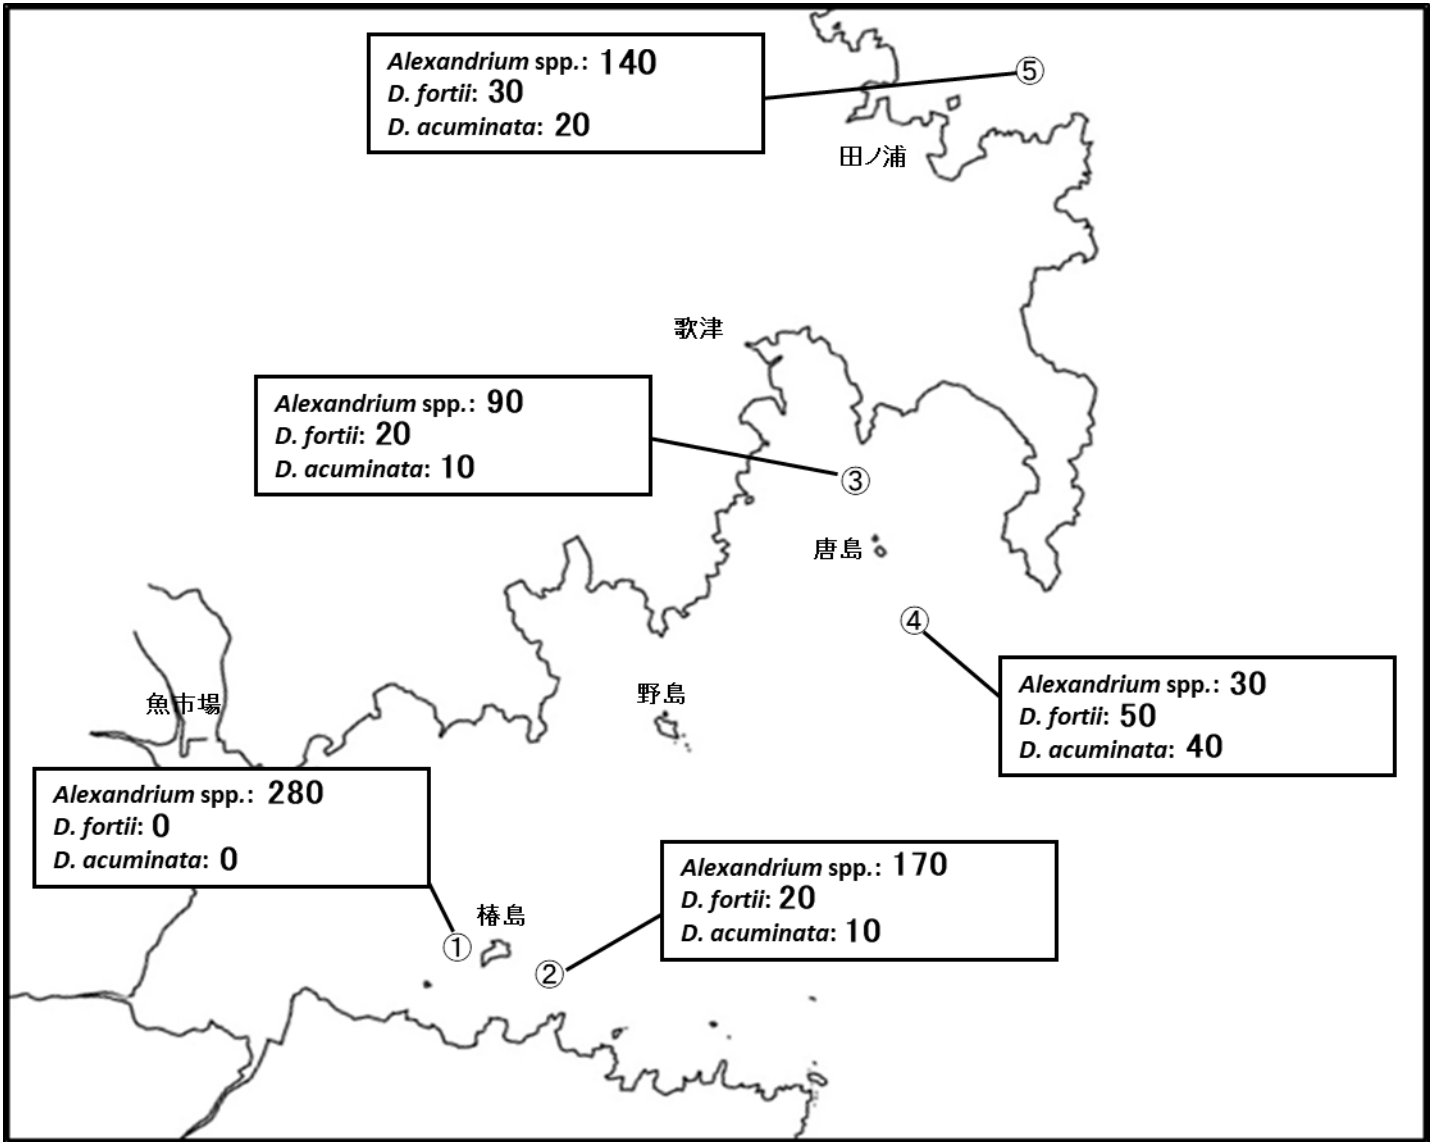 Alexandrium spp.: 140
D. fortii: 30
D. acuminata: 20
⑤
田ノ浦
歌津
Alexandrium spp.: 90
D. fortii: 20
D. acuminata: 10
③
唐島
④
Alexandrium spp.: 30
D. fortii: 50
D. acuminata: 40
野島
魚市場
Alexandrium spp.: 280
D. fortii: 0
D. acuminata: 0
Alexandrium spp.: 170
D. fortii: 20
D. acuminata: 10
椿島
①
②